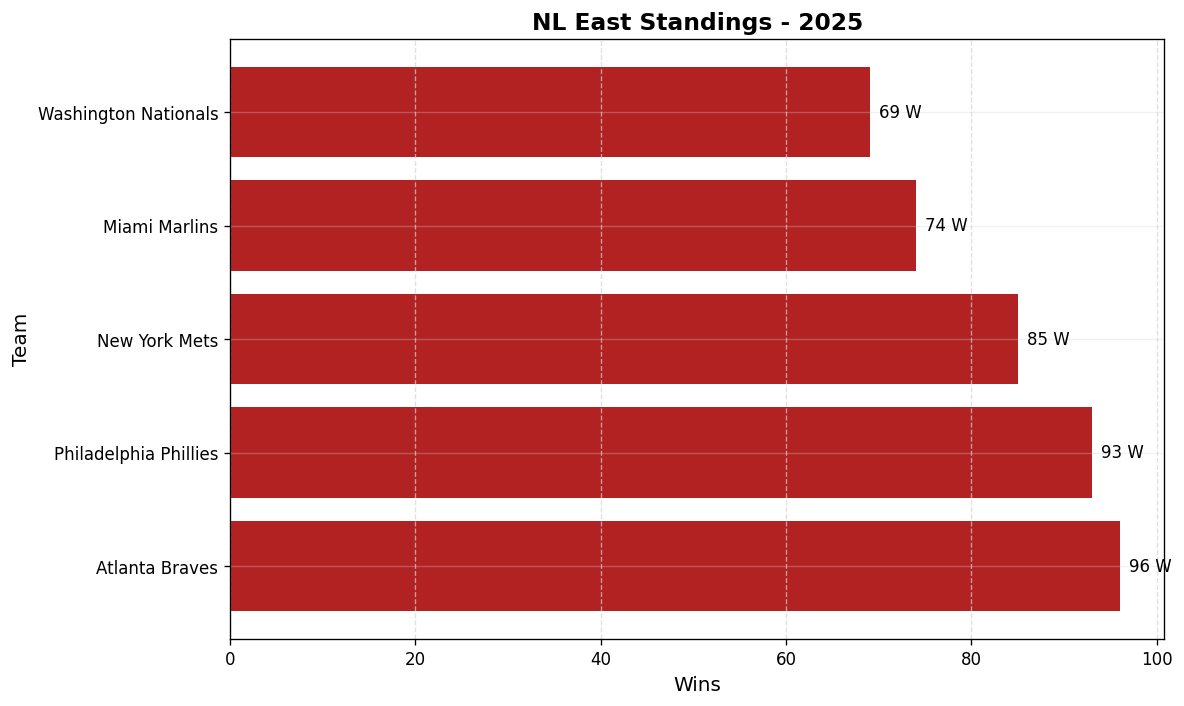 NL East Standings - 2025
Team
Washington Nationals
69 W
Miami Marlins
74 W
New York Mets
85 W
Philadelphia Phillies
93 W
Atlanta Braves
96 W
0 20 40 60 80 100
Wins